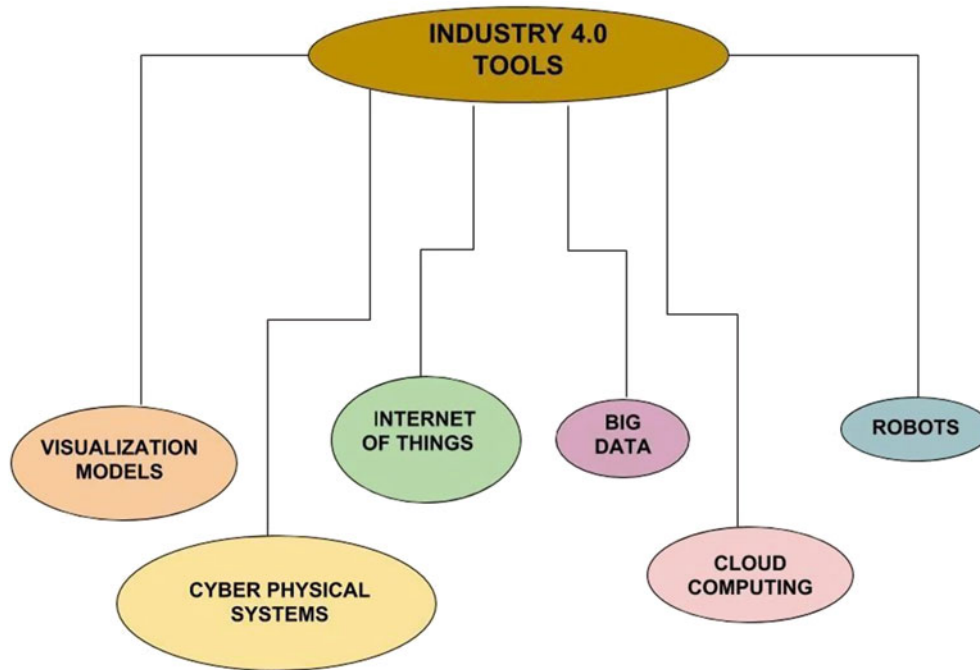 INDUSTRY 4.0
TOOLS
VISUALIZATION
MODELS
CYBER PHYSICAL
SYSTEMS
INTERNET
OF THINGS
BIG
DATA
CLOUD
COMPUTING
ROBOTS